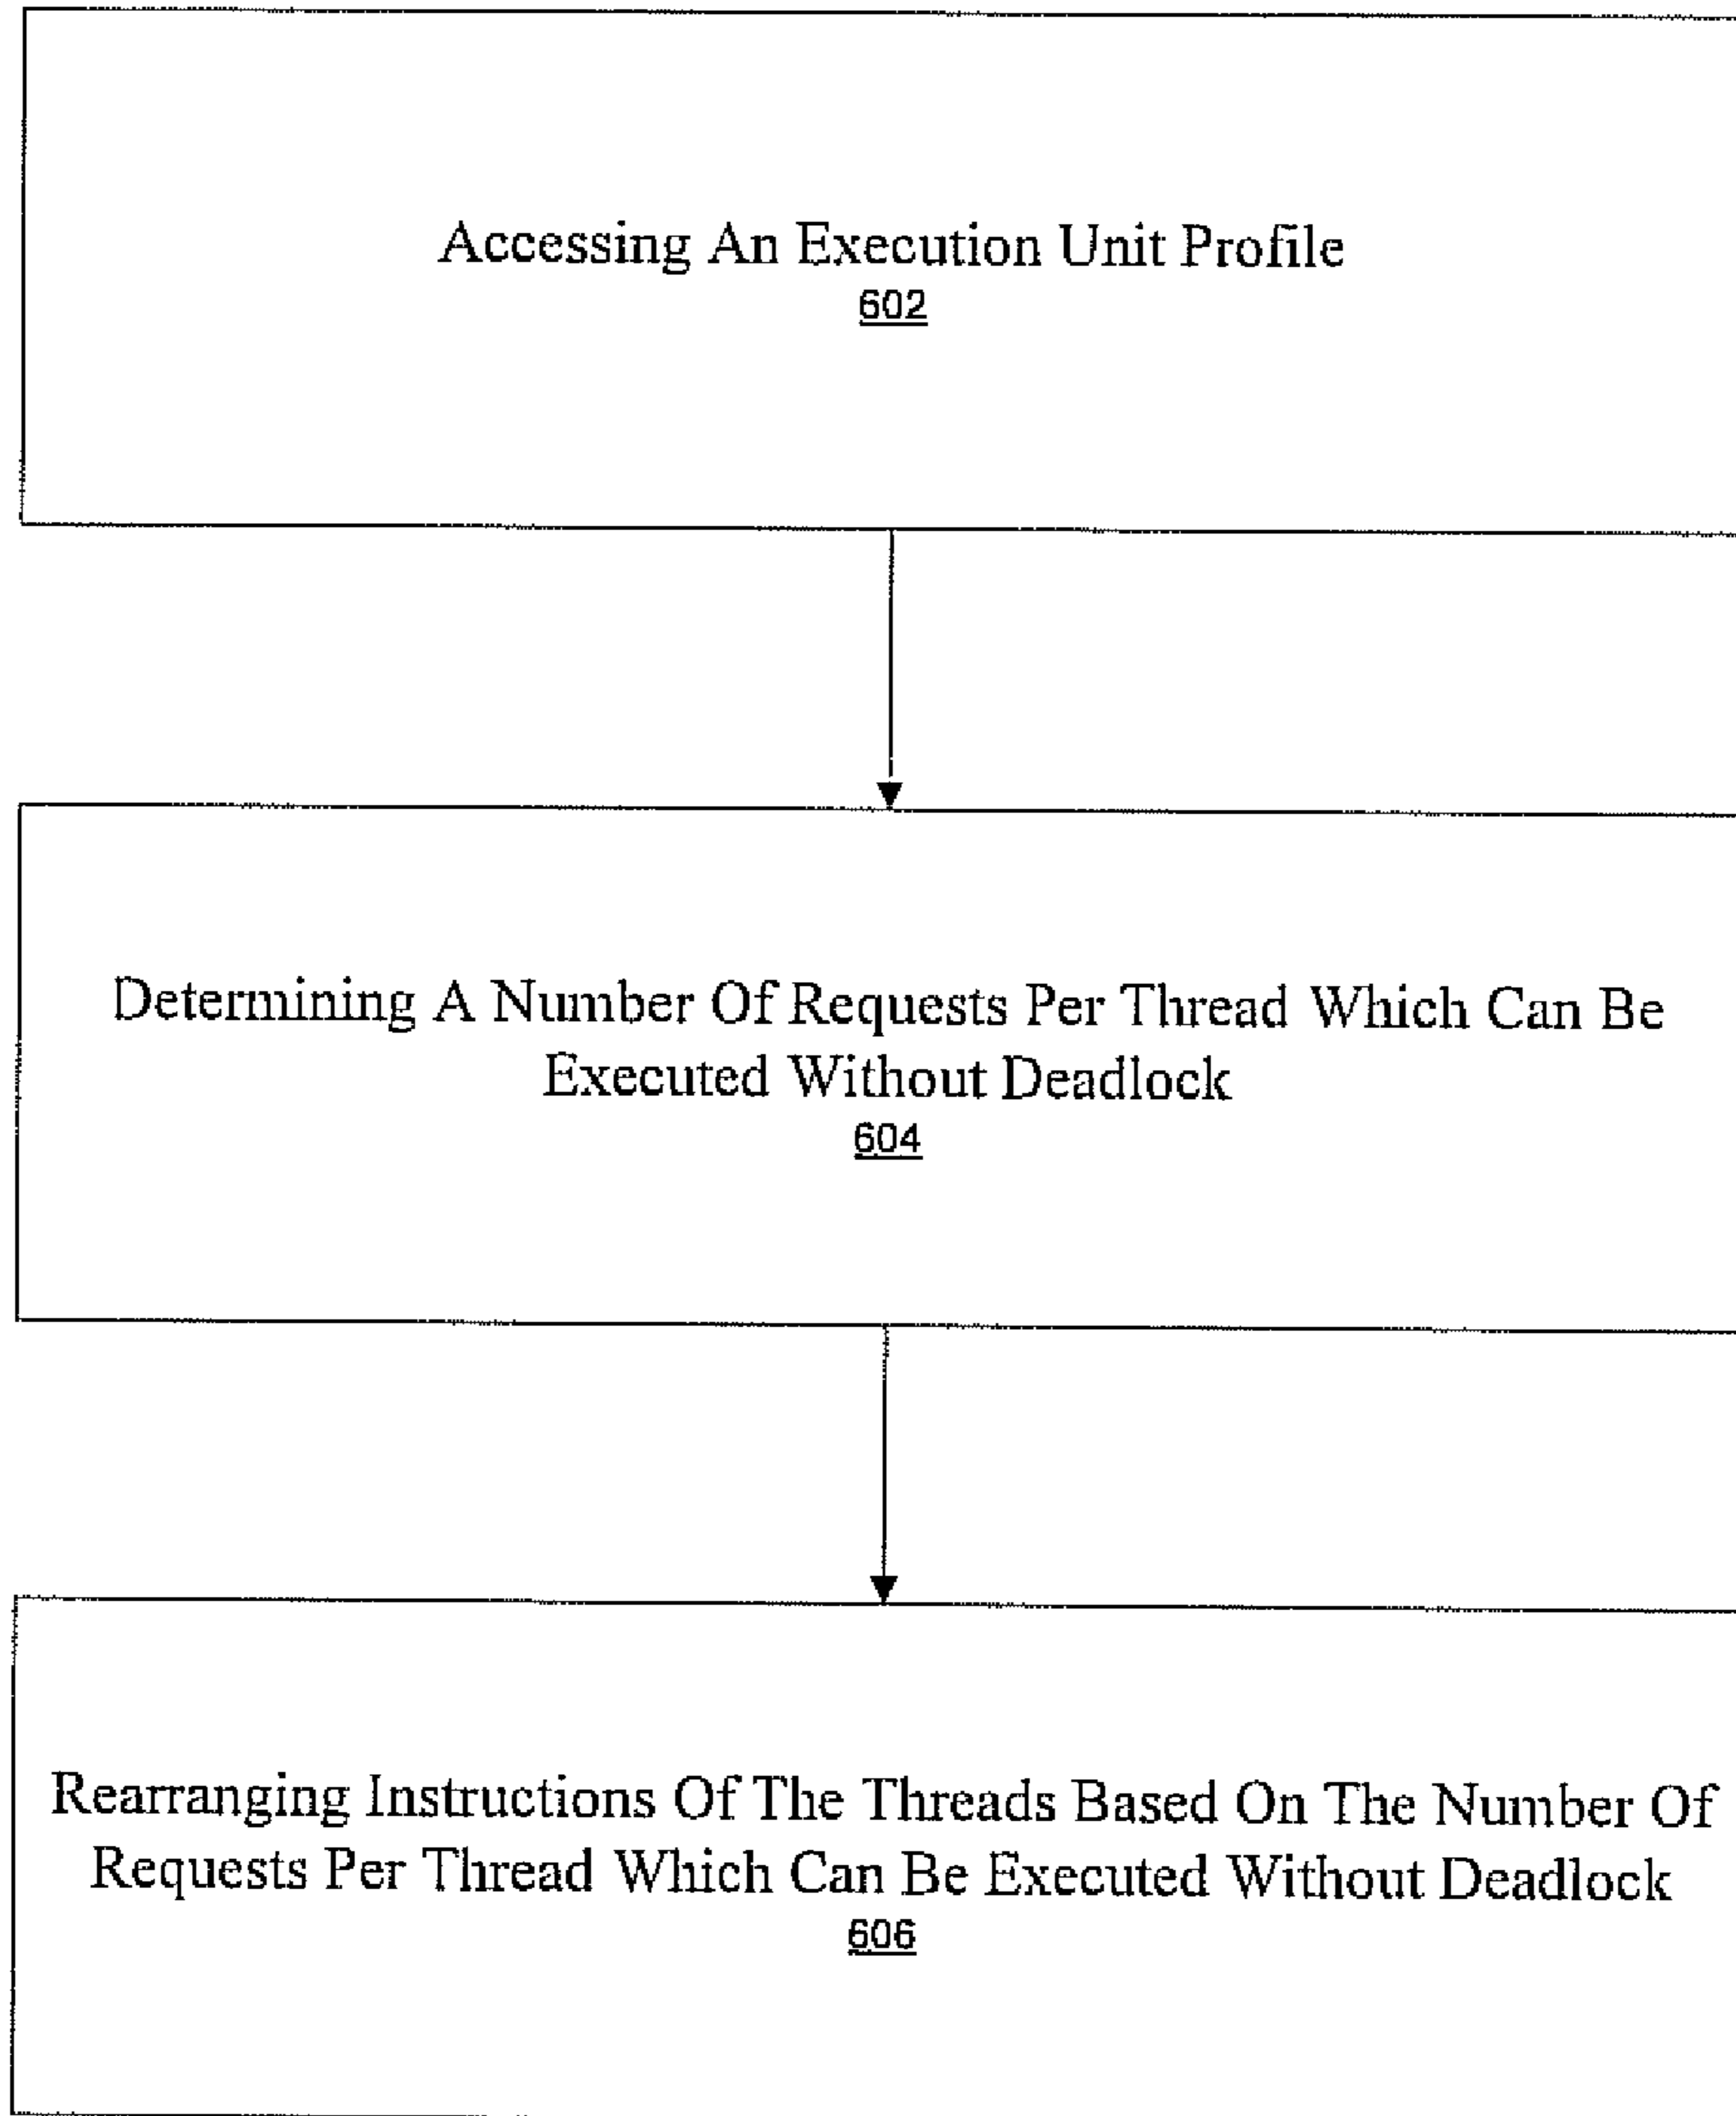 Accessing An Execution Unit Profile
602
Determining A Number Of Requests Per Thread Which Can Be
Executed Without Deadlock
604
Rearranging Instructions Of The Threads Based On The Number Of
Requests Per Thread Which Can Be Executed Without Deadlock
606